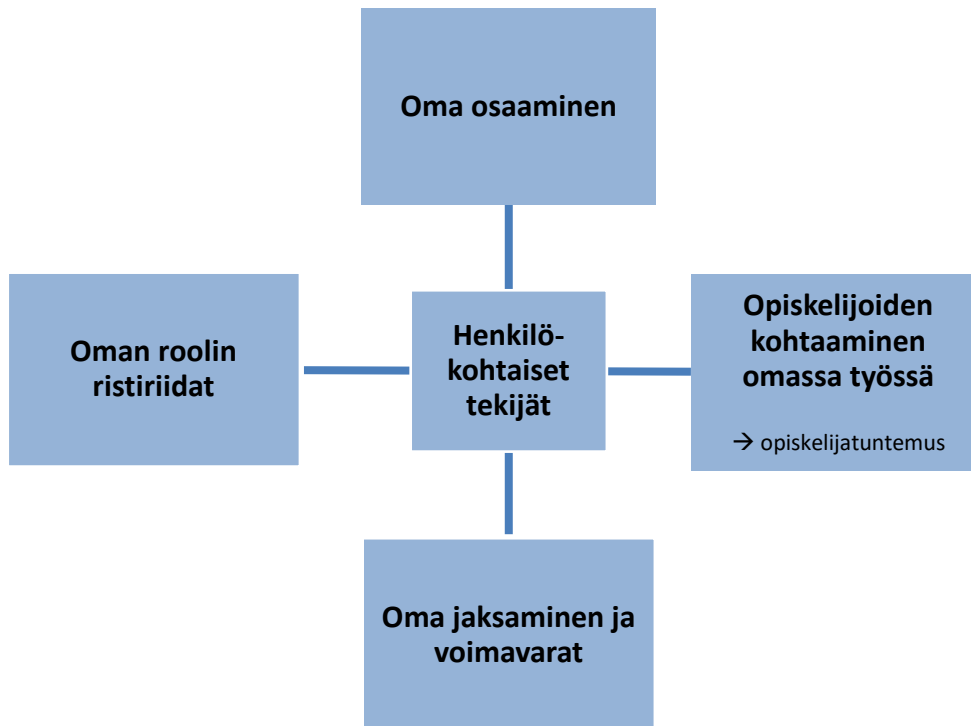 Oma osaaminen
Oman roolin
ristiriidat
Henkilö-
kohtaiset
tekijät
Opiskelijoiden
kohtaaminen
omassa työssä
→ opiskelijatuntemus
Oma jaksaminen ja
voimavarat